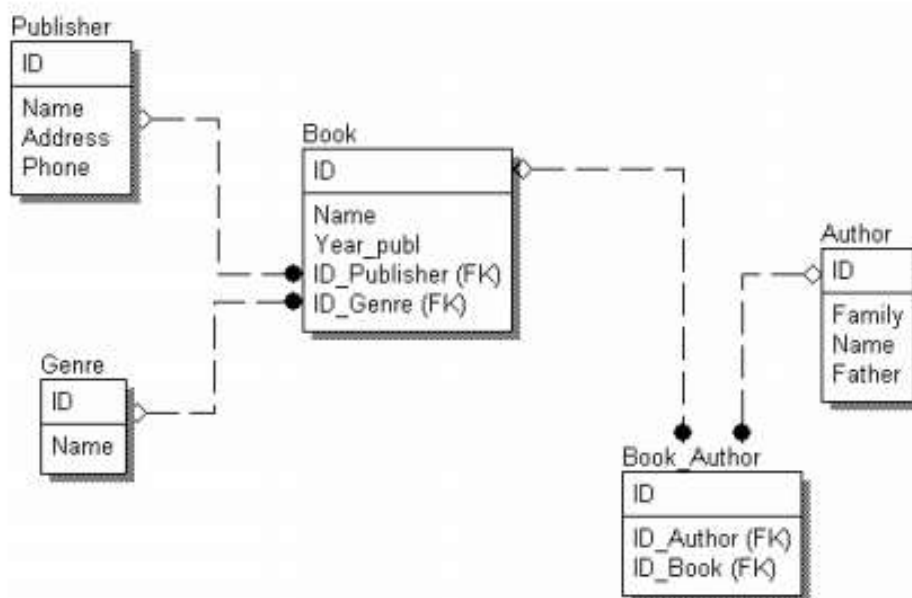 Publisher
ID
Name
Address
Phone
Book
ID
Name
Year_publ
ID_Publisher (FK)
ID_Genre (FK)
Genre
ID
Name
Author
ID
Family
Name
Father
Book_Author
ID
ID_Author (FK)
ID_Book (FK)